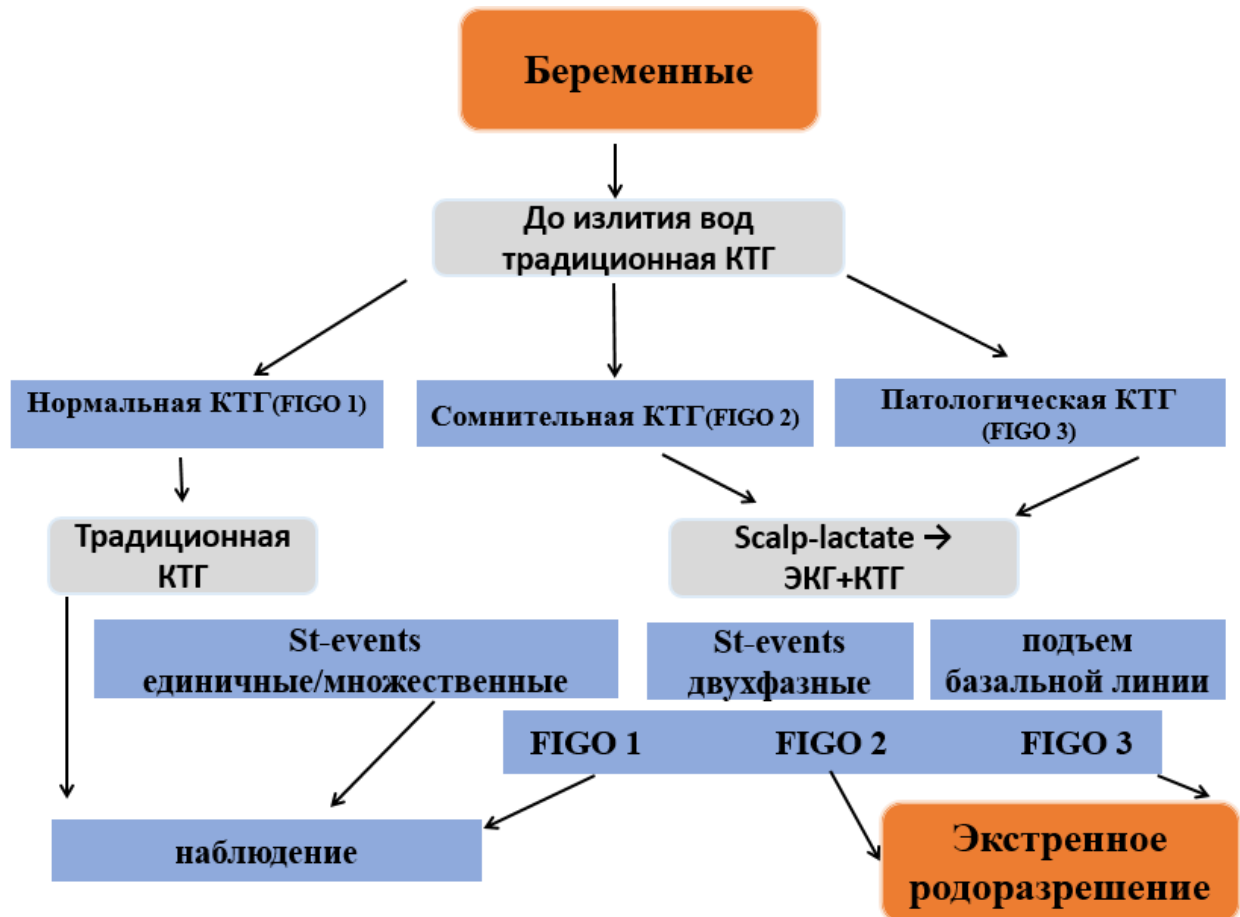 Беременные
До излития вод
традиционная КТГ
Нормальная КТГ(FIGO 1)
Сомнительная КТГ(FIGO 2)
Патологическая КТГ
(FIGO 3)
Традиционная
КТГ
Scalp-lactate →
ЭКГ+КТГ
St-events
единичные/множественные
St-events
двухфазные
подъем
базальной линии
FIGO 1 FIGO 2 FIGO 3
наблюдение
Экстренное
родоразрешение